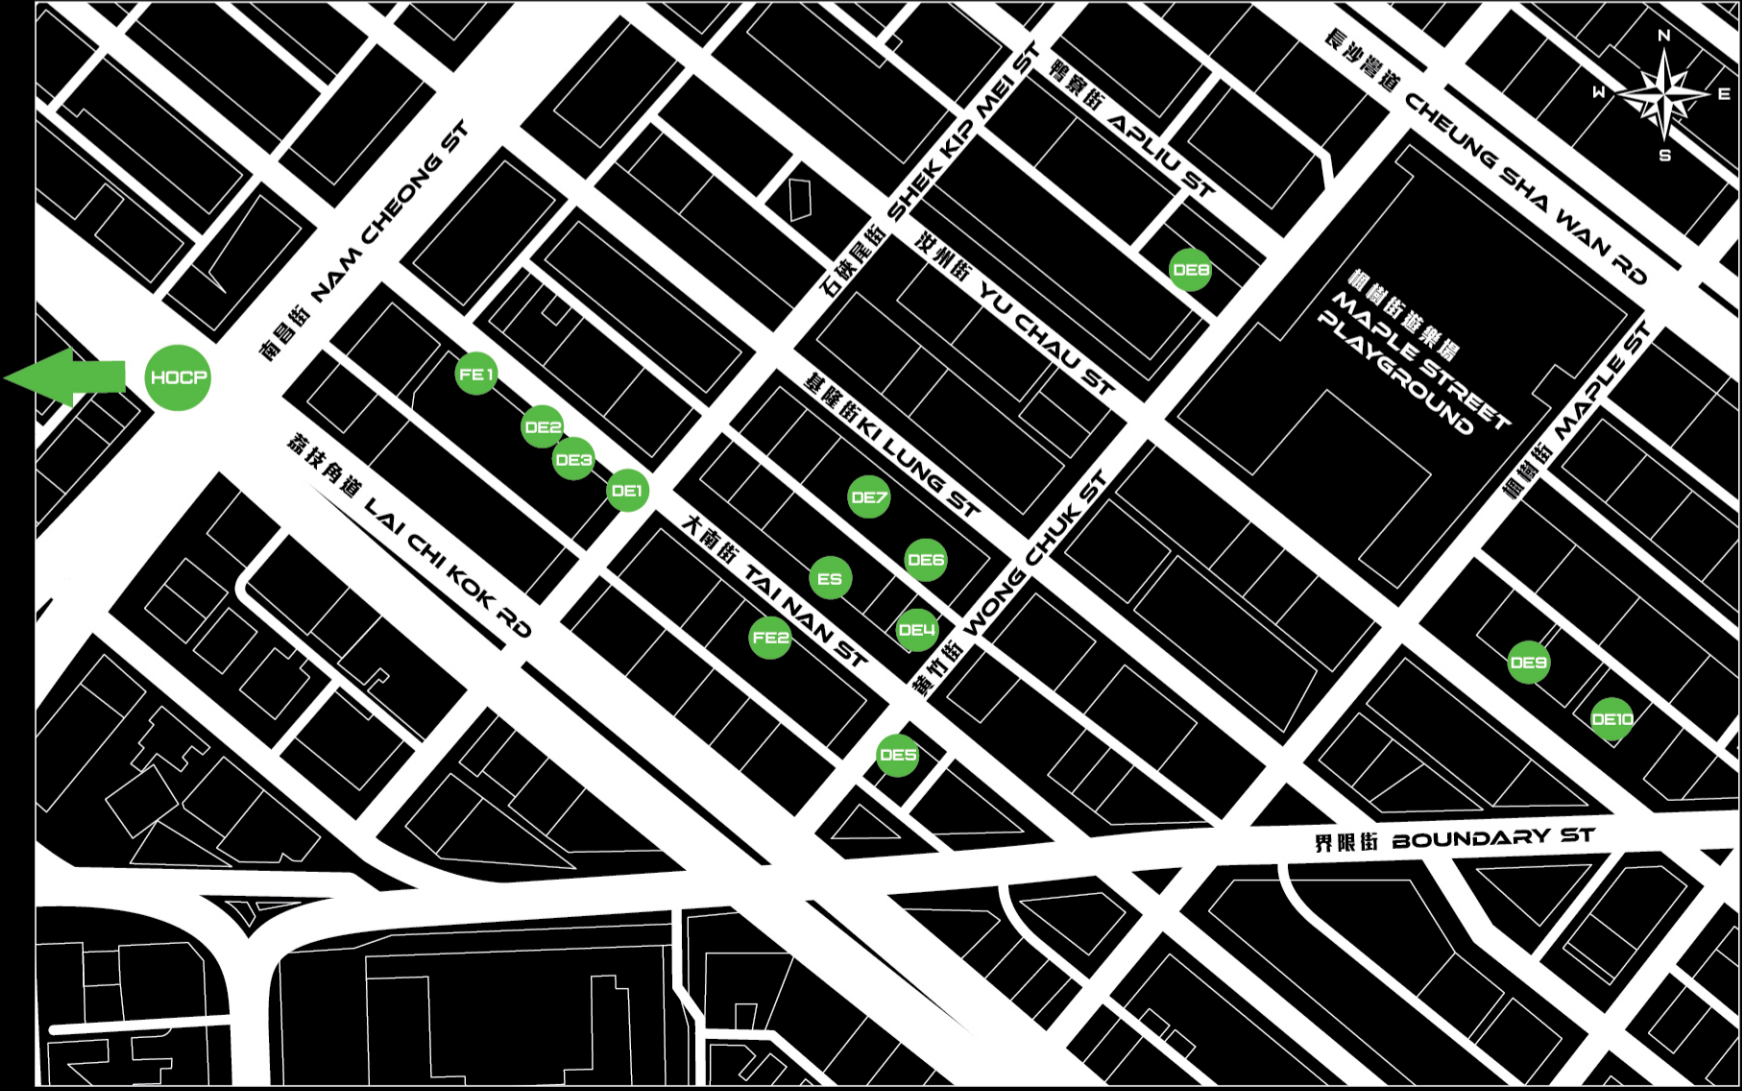 N
W
E
S
長沙灣道 CHEUNG SHA WAN RD
鴨寮街 APLIU ST
石硤尾街 SHEK KIP MEI ST
南昌街 NAM CHEONG ST
汝州街 YU CHAU ST
DE8
楓樹街遊樂場
MAPLE STREET
PLAYGROUND
楓樹街 MAPLE ST
HOCP
FE1
DE2
DE3
DE1
基隆街 KI LUNG ST
荔枝角道 LAI CHI KOK RD
大南街 TAI NAN ST
黃竹街 WONG CHUK ST
DE7
DE6
ES
DE4
FE2
DE5
DE9
DE10
界限街 BOUNDARY ST